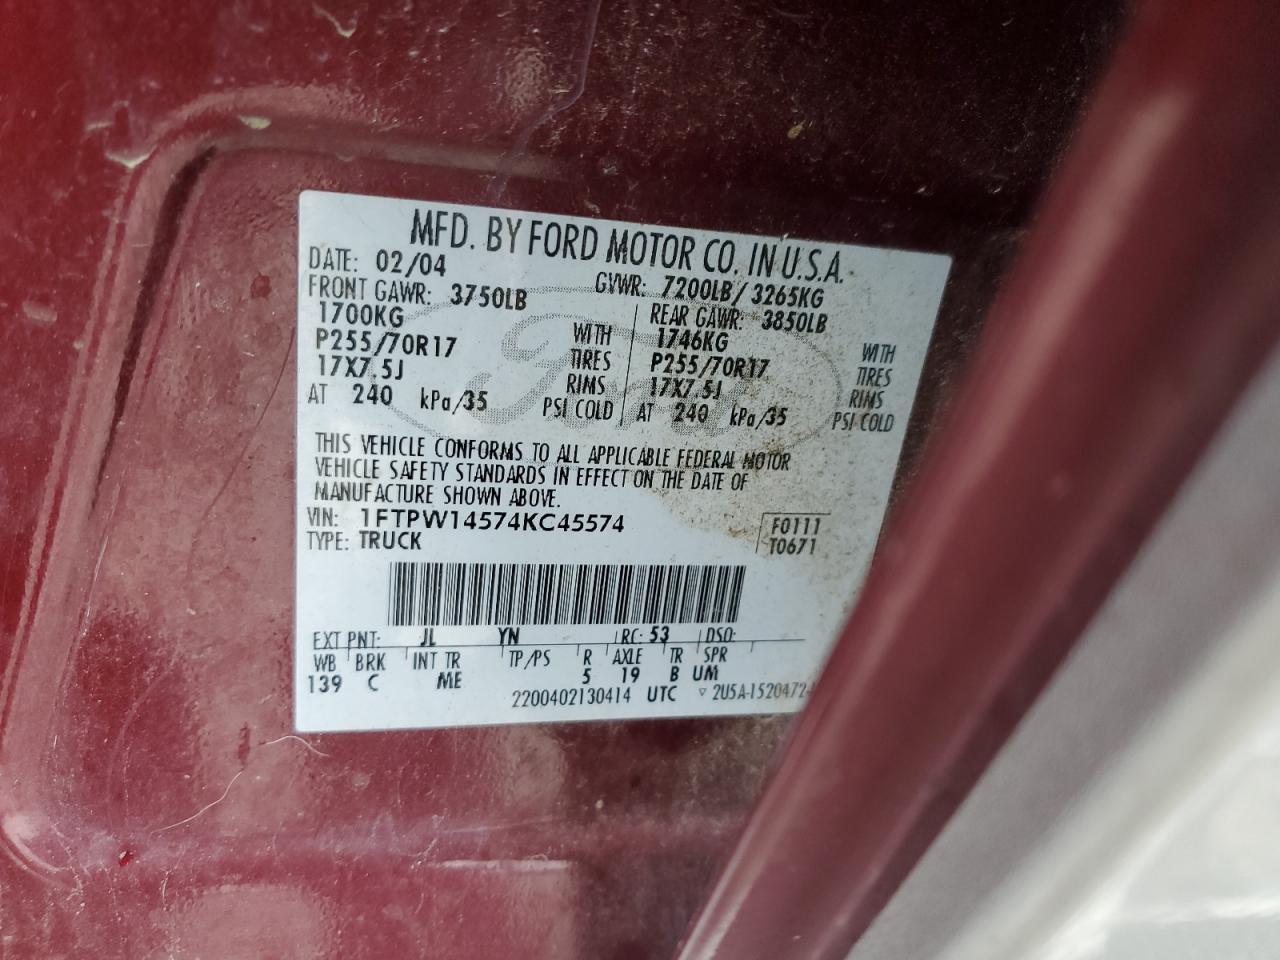 MFD. BY FORD MOTOR CO. IN U.S.A.
DATE: 02/04 GVWR: 7200LB/ 3265KG
FRONT GAWR: 3750LB REAR GAWR: 3850LB
1700KG WITH 1746KG WITH
P255/70R17 TIRES P255/70R17 TIRES
17X7.5J RIMS 17X7.5J RIMS
AT 240 kPa/35 PSI COLD AT 240 kPa/35 PSI COLD
THIS VEHICLE CONFORMS TO ALL APPLICABLE FEDERAL MOTOR
VEHICLE SAFETY STANDARDS IN EFFECT ON THE DATE OF
MANUFACTURE SHOWN ABOVE.
VIN: 1FTPW14574KC45574 F0111
TYPE: TRUCK T0671
EXT PNT: JL YN RC: 53 DSO:
WB BRK INT TR TP/PS R AXLE TR SPR
139 C ME 5 19 B UM
2200402130414 UTC ▽ 2U5A-1520472-